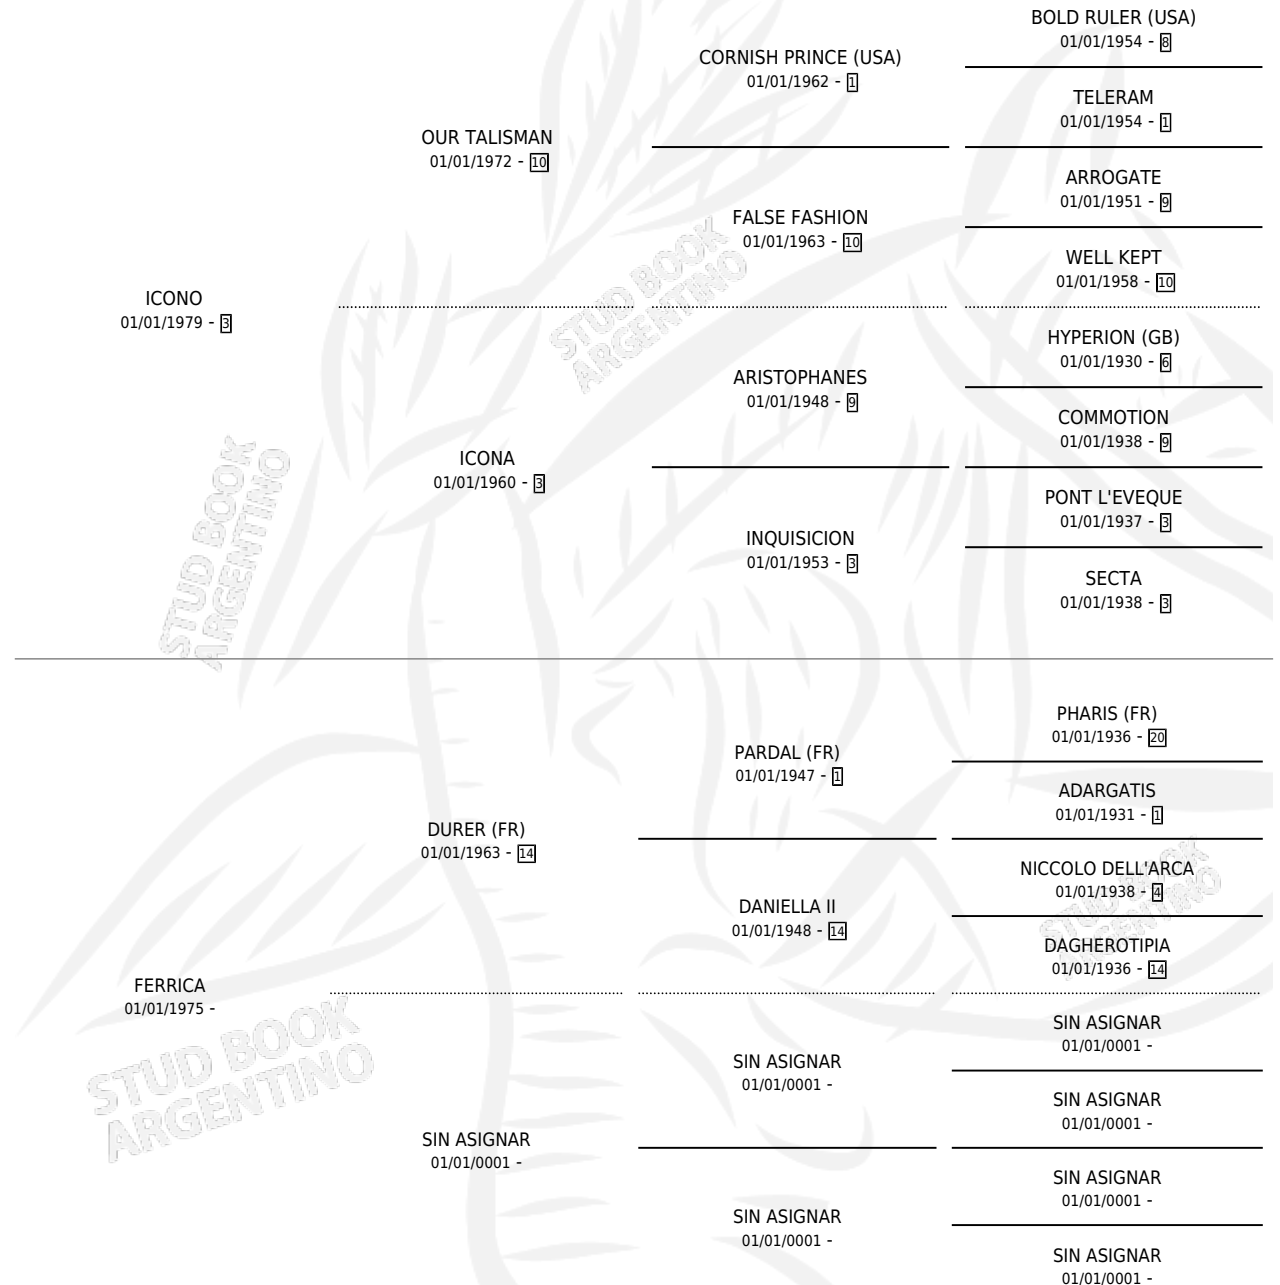 BOLD RULER (USA)
01/01/1954 - 8
CORNISH PRINCE (USA)
01/01/1962 - 1
TELERAM
01/01/1954 - 1
OUR TALISMAN
01/01/1972 - 10
ARROGATE
01/01/1951 - 9
FALSE FASHION
01/01/1963 - 10
WELL KEPT
01/01/1958 - 10
ICONO
01/01/1979 - 3
HYPERION (GB)
01/01/1930 - 6
ARISTOPHANES
01/01/1948 - 9
COMMOTION
01/01/1938 - 9
ICONA
01/01/1960 - 3
PONT L'EVEQUE
01/01/1937 - 3
INQUISICION
01/01/1953 - 3
SECTA
01/01/1938 - 3
STUD BOOK
ARGENTINO
STUD BOOK
ARGENTINO
PHARIS (FR)
01/01/1936 - 20
PARDAL (FR)
01/01/1947 - 1
ADARGATIS
01/01/1931 - 1
DURER (FR)
01/01/1963 - 14
NICCOLO DELL'ARCA
01/01/1938 - 4
DANIELLA II
01/01/1948 - 14
DAGHEROTIPIA
01/01/1936 - 14
FERRICA
01/01/1975 -
SIN ASIGNAR
01/01/0001 -
SIN ASIGNAR
01/01/0001 -
SIN ASIGNAR
01/01/0001 -
SIN ASIGNAR
01/01/0001 -
SIN ASIGNAR
01/01/0001 -
SIN ASIGNAR
01/01/0001 -
SIN ASIGNAR
01/01/0001 -
STUD BOOK
ARGENTINO
STUD BOOK
ARGENTINO